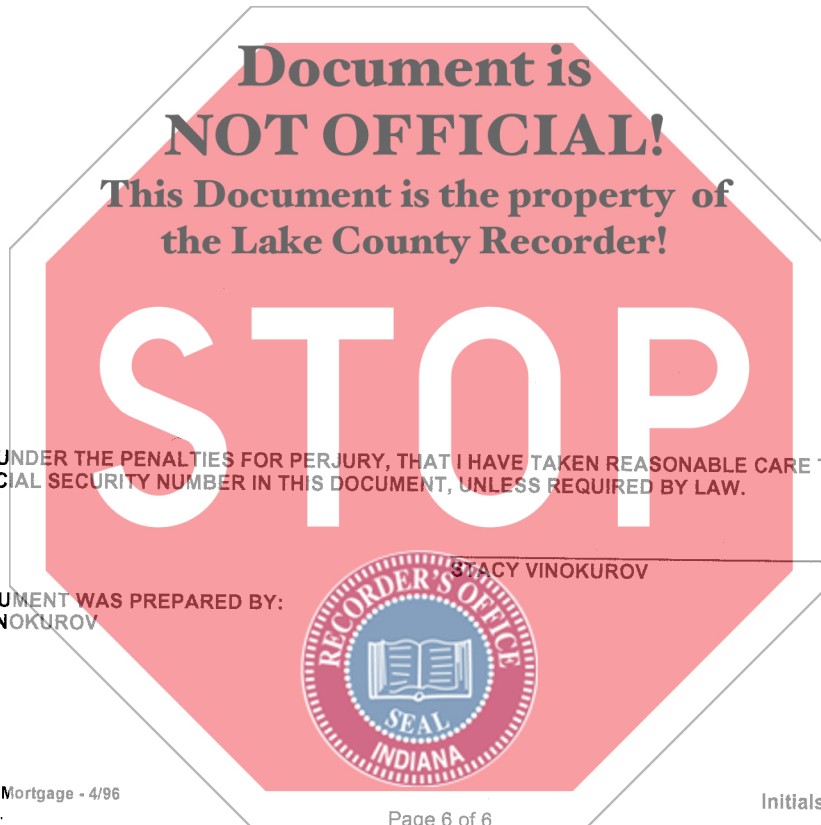 Document is
NOT OFFICIAL!
This Document is the property of
the Lake County Recorder!
STOP
UNDER THE PENALTIES FOR PERJURY, THAT I HAVE TAKEN REASONABLE CARE T
CIAL SECURITY NUMBER IN THIS DOCUMENT, UNLESS REQUIRED BY LAW.
STACY VINOKUROV
UMENT WAS PREPARED BY:
NOKUROV
RECORDER'S OFFICE
SEAL
INDIANA
Mortgage - 4/96
Initials
Page 6 of 6